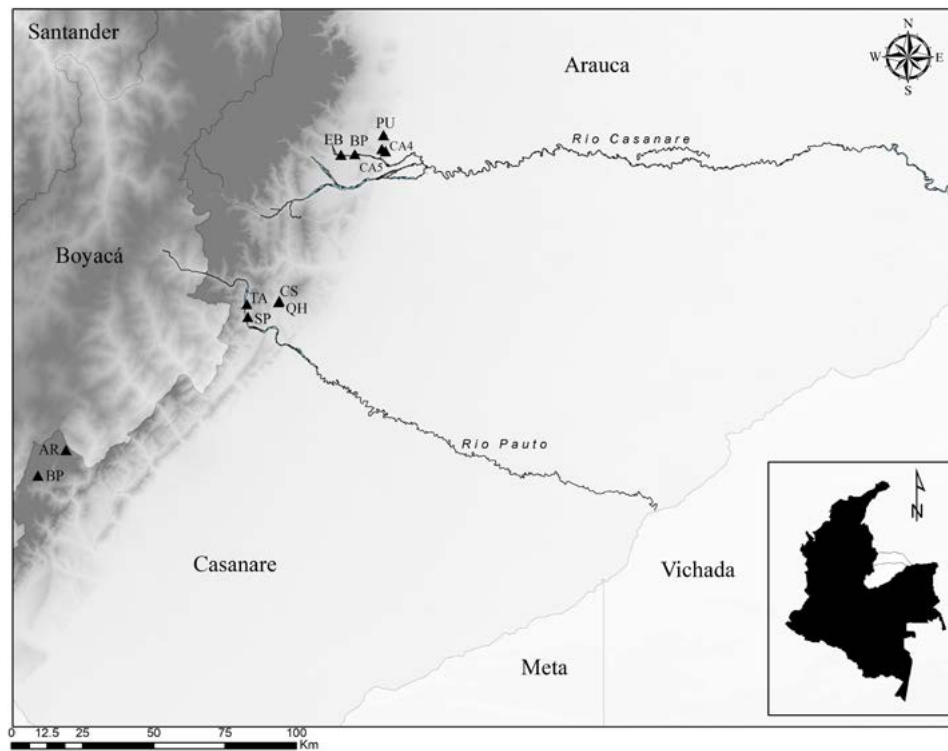 Santander
Arauca
N
W E
S
PU
EB BP
CA4
CA5
Rio Casanare
Boyacá
CS
TA
QH
SP
Rio Pauto
AR
BP
Casanare
Vichada
Meta
N
0 12.5 25 50 75 100
Km